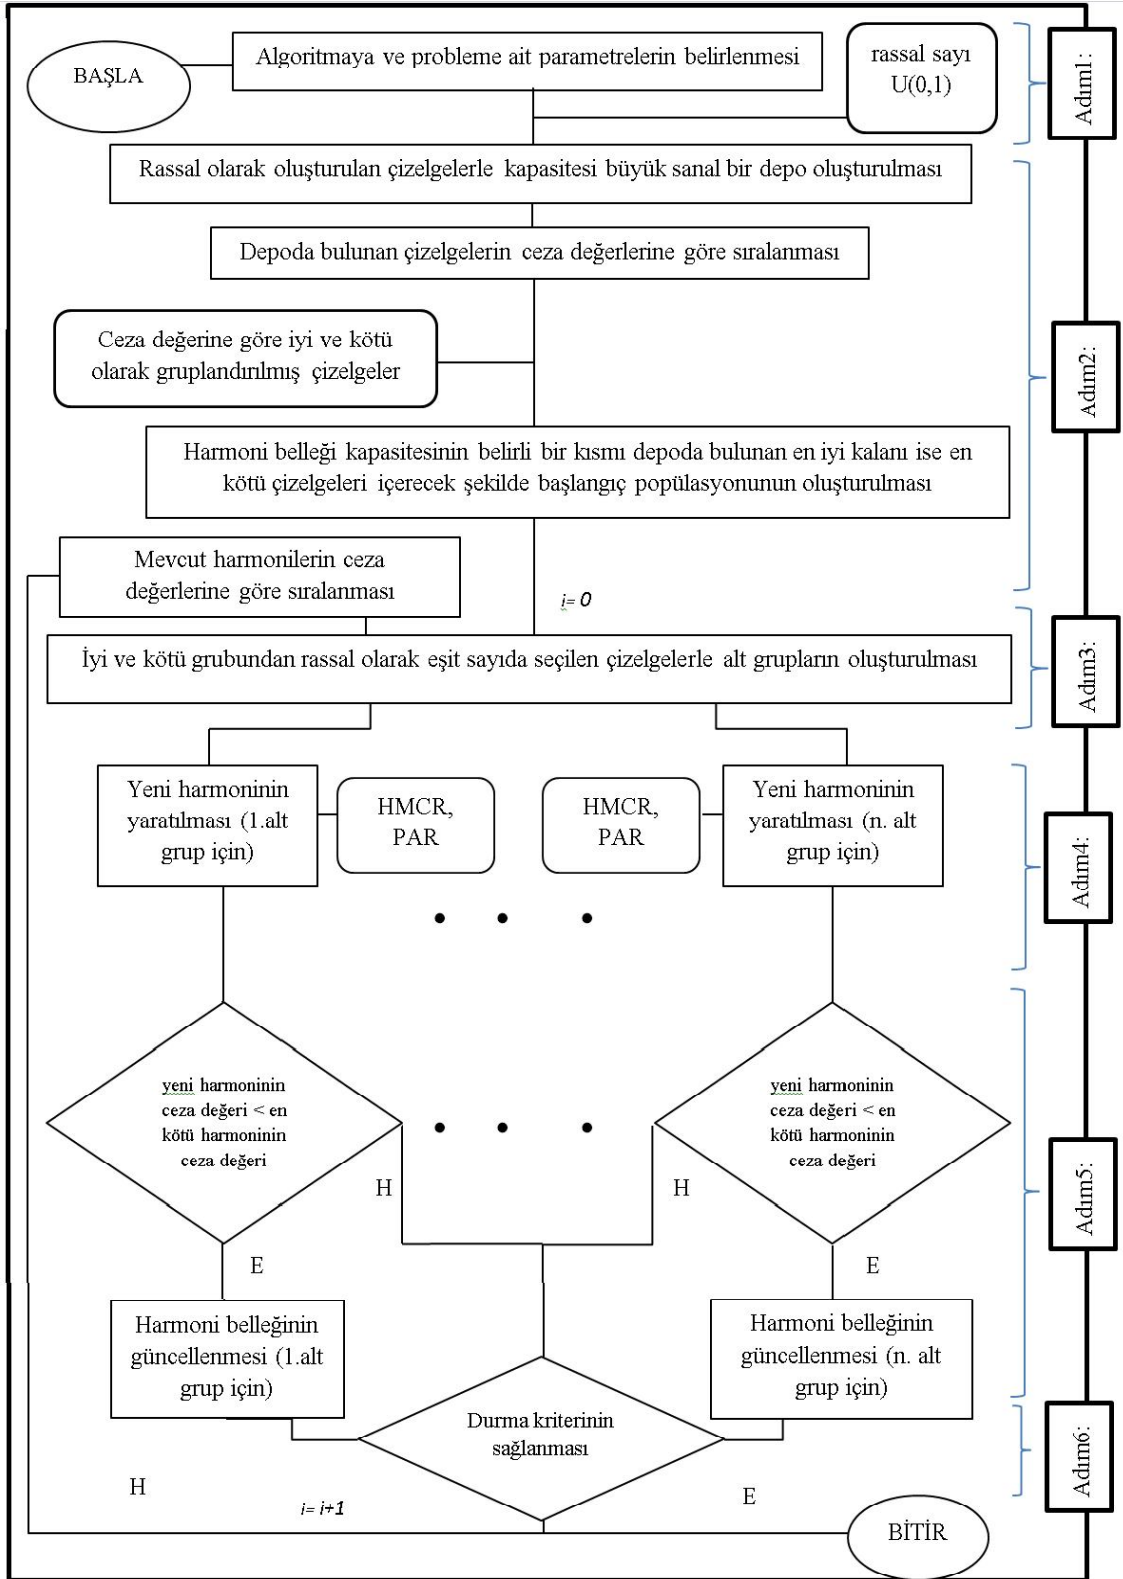 BAŞLA
Algoritmaya ve probleme ait parametrelerin belirlenmesi
rassal sayı
U(0,1)
Adım1:
Rassal olarak oluşturulan çizelgelerle kapasitesi büyük sanal bir depo oluşturulması
Depoda bulunan çizelgelerin ceza değerlerine göre sıralanması
Ceza değerine göre iyi ve kötü
olarak gruplandırılmış çizelgeler
Adım2:
Harmoni belleği kapasitesinin belirli bir kısmı depoda bulunan en iyi kalanı ise en
kötü çizelgeleri içerecek şekilde başlangıç popülasyonunun oluşturulması
Mevcut harmonilerin ceza
değerlerine göre sıralanması
i= 0
İyi ve kötü grubundan rassal olarak eşit sayıda seçilen çizelgelerle alt grupların oluşturulması
Adım3:
Yeni harmoninin
yaratılması (1.alt
grup için)
HMCR,
PAR
HMCR,
PAR
Yeni harmoninin
yaratılması (n. alt
grup için)
Adım4:
• • •
yeni harmoninin
ceza değeri < en
kötü harmoninin
ceza değeri
• • •
yeni harmoninin
ceza değeri < en
kötü harmoninin
ceza değeri
Adım5:
H
H
E
E
Harmoni belleğinin
güncellenmesi (1.alt
grup için)
Harmoni belleğinin
güncellenmesi (n. alt
grup için)
Durma kriterinin
sağlanması
Adım6:
H
i= i+1
E
BİTİR